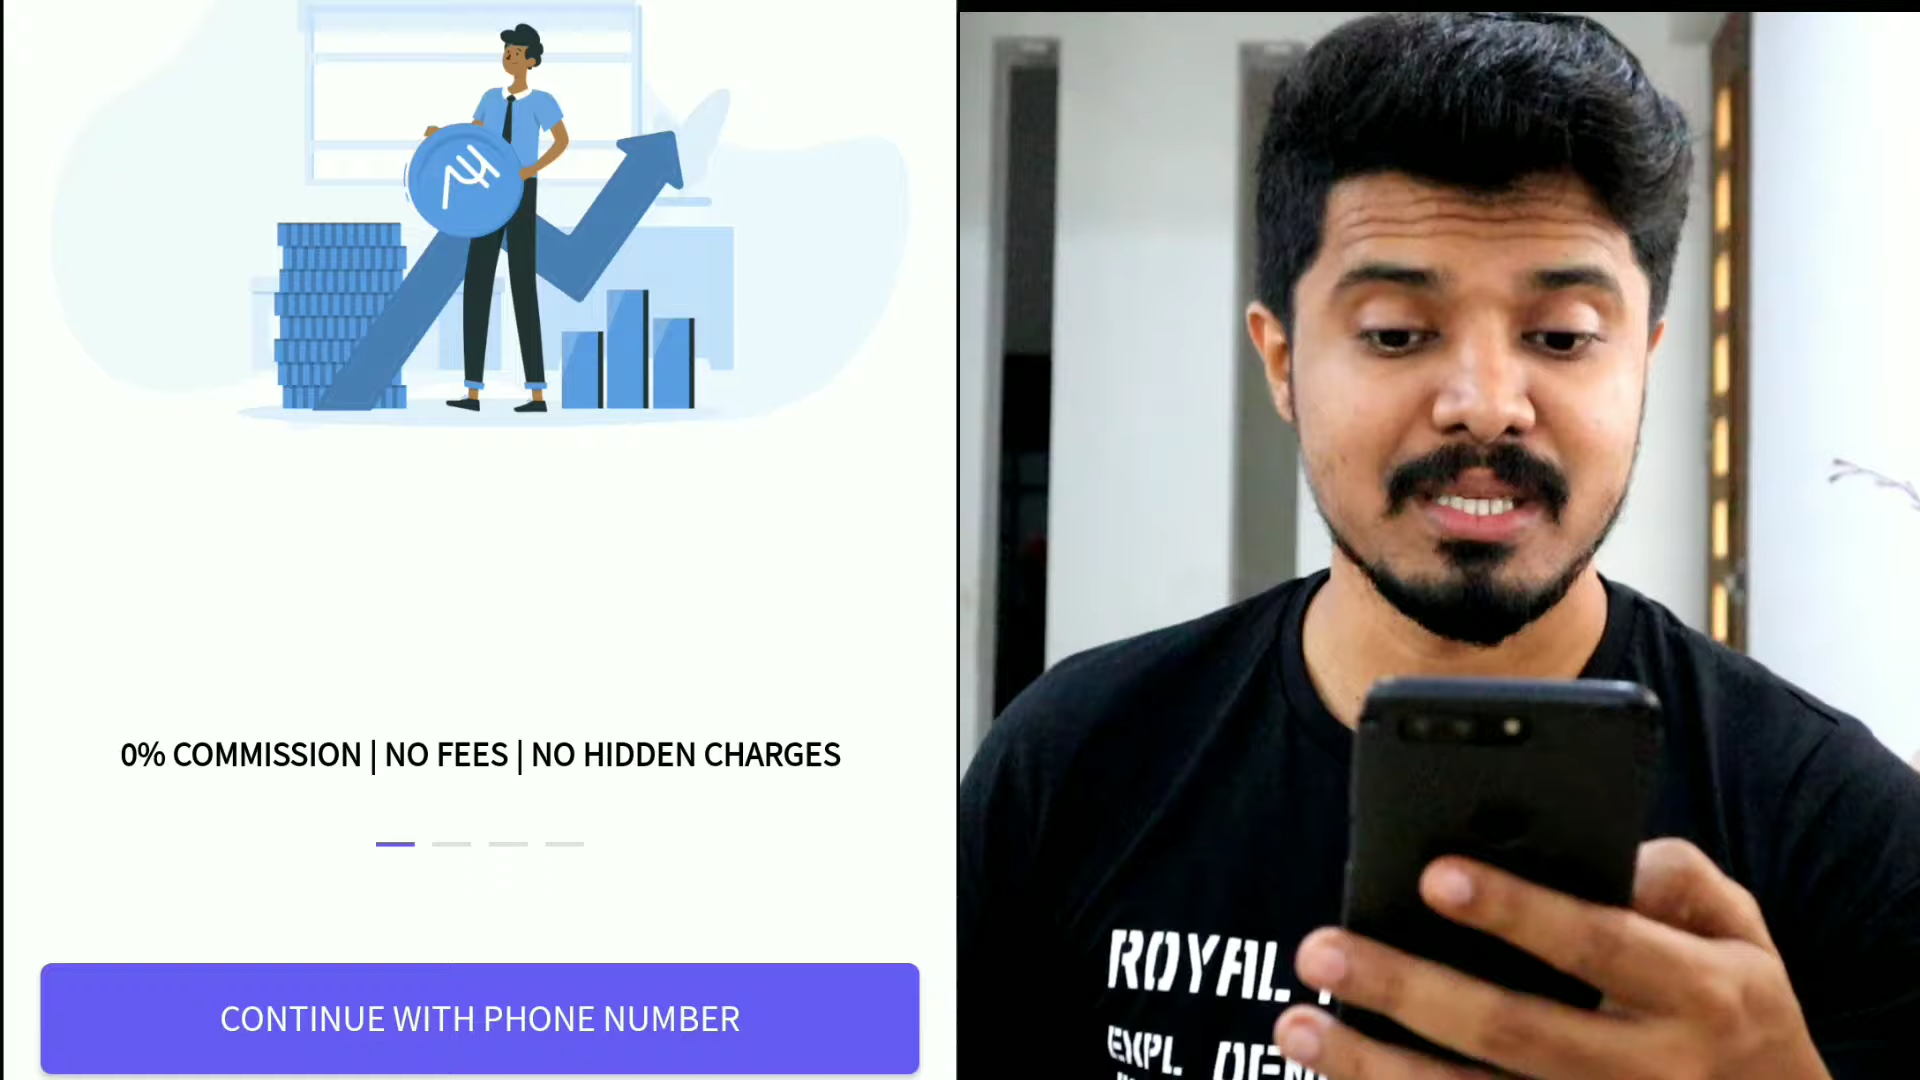 0% COMMISSION | NO FEES | NO HIDDEN CHARGES
CONTINUE WITH PHONE NUMBER
ROYAL
EXPL.